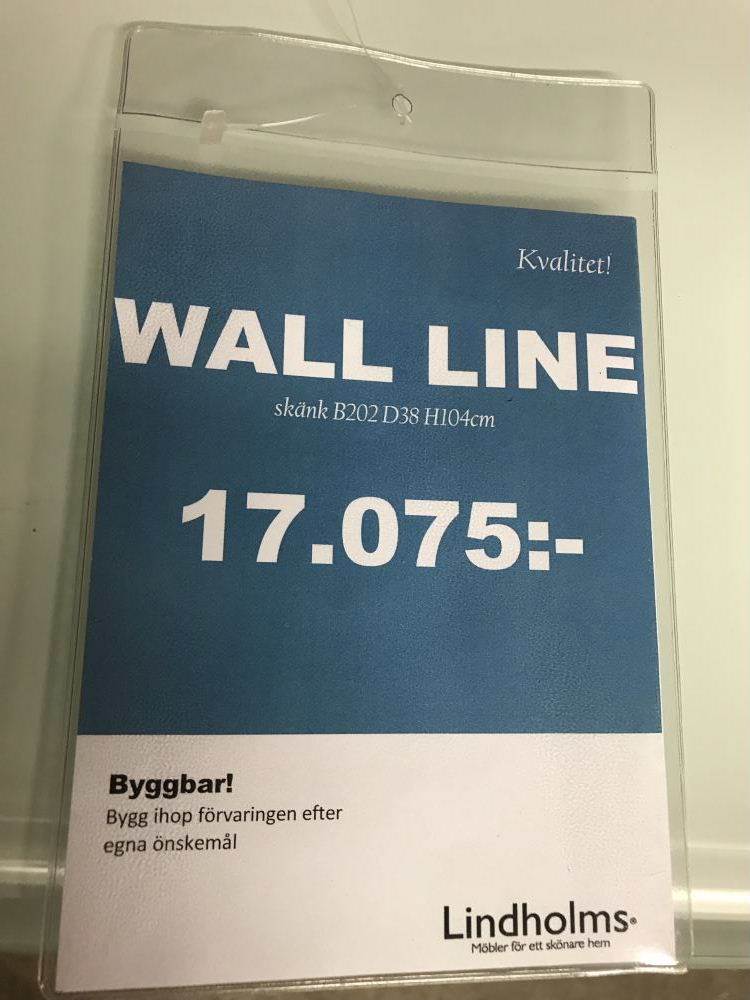 Kvalitet!
WALL LINE
skänk B202 D38 H104cm
17.075:-
Byggbar!
Bygg ihop förvaringen efter
egna önskemål
Lindholms
Möbler för ett skönare hem